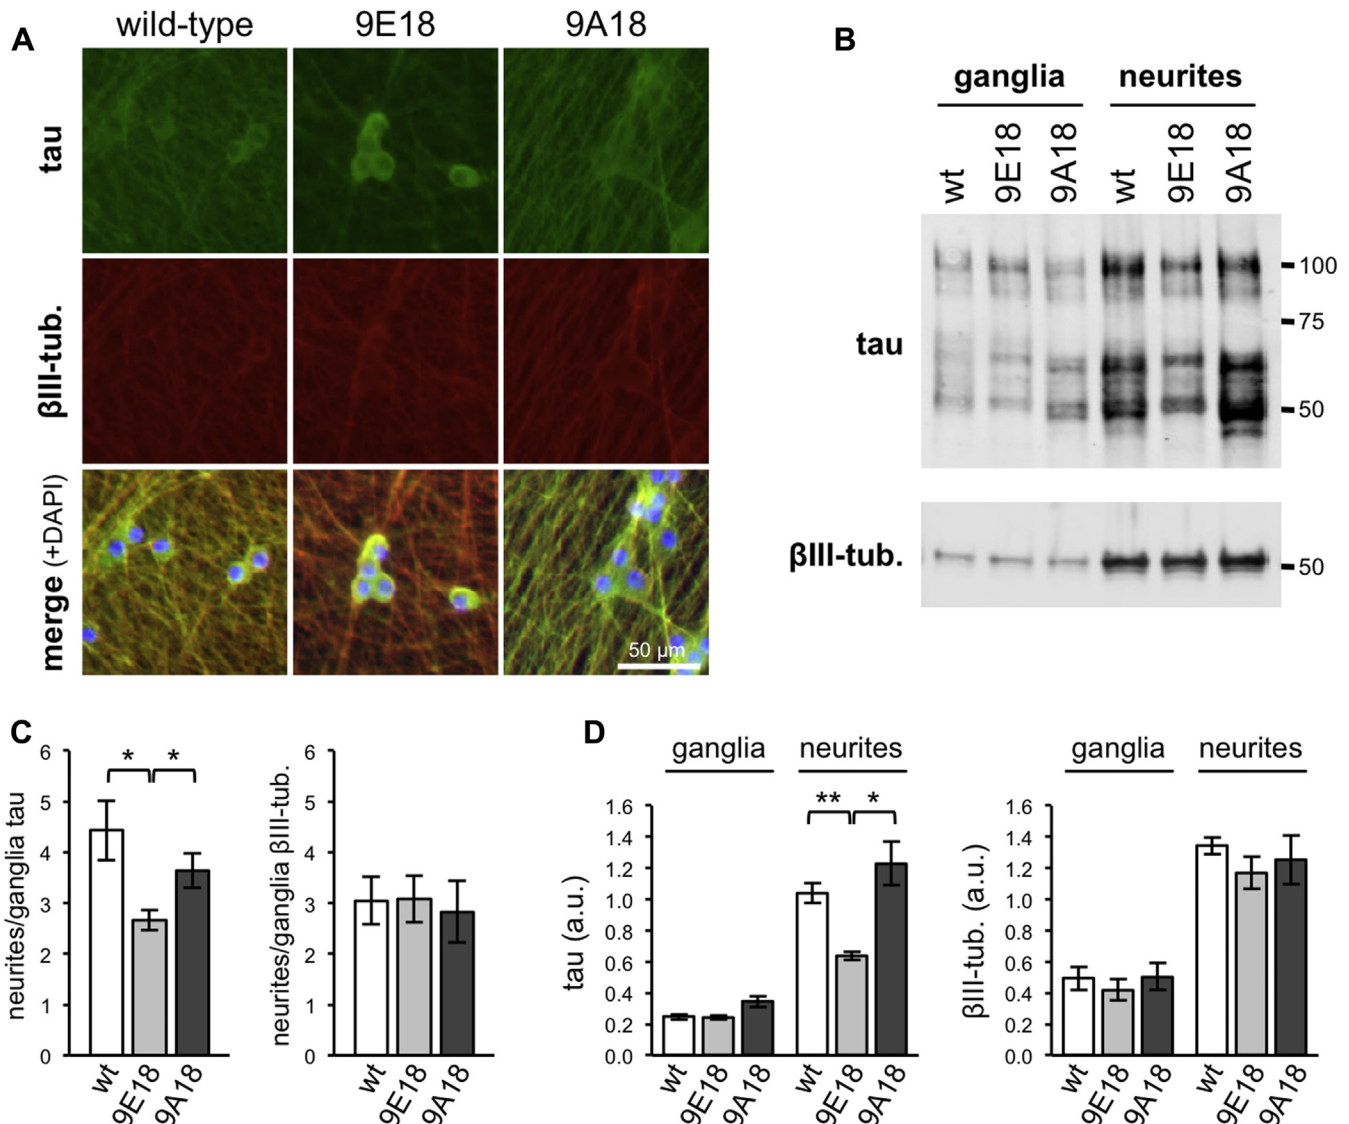 A
wild-type
9E18
9A18
tau
βIII-tub.
merge (+DAPI)
50 µm
B
ganglia
neurites
wt
9E18
9A18
wt
9E18
9A18
tau
100
75
50
βIII-tub.
50
C
neurites/ganglia tau
6
5
4
3
2
1
0
*
*
wt
9E18
9A18
neurites/ganglia βIII-tub.
6
5
4
3
2
1
0
wt
9E18
9A18
D
ganglia
neurites
tau (a.u.)
1.6
1.4
1.2
1.0
0.8
0.6
0.4
0.2
0.0
**
*
wt
9E18
9A18
wt
9E18
9A18
ganglia
neurites
βIII-tub. (a.u.)
1.6
1.4
1.2
1.0
0.8
0.6
0.4
0.2
0.0
wt
9E18
9A18
wt
9E18
9A18